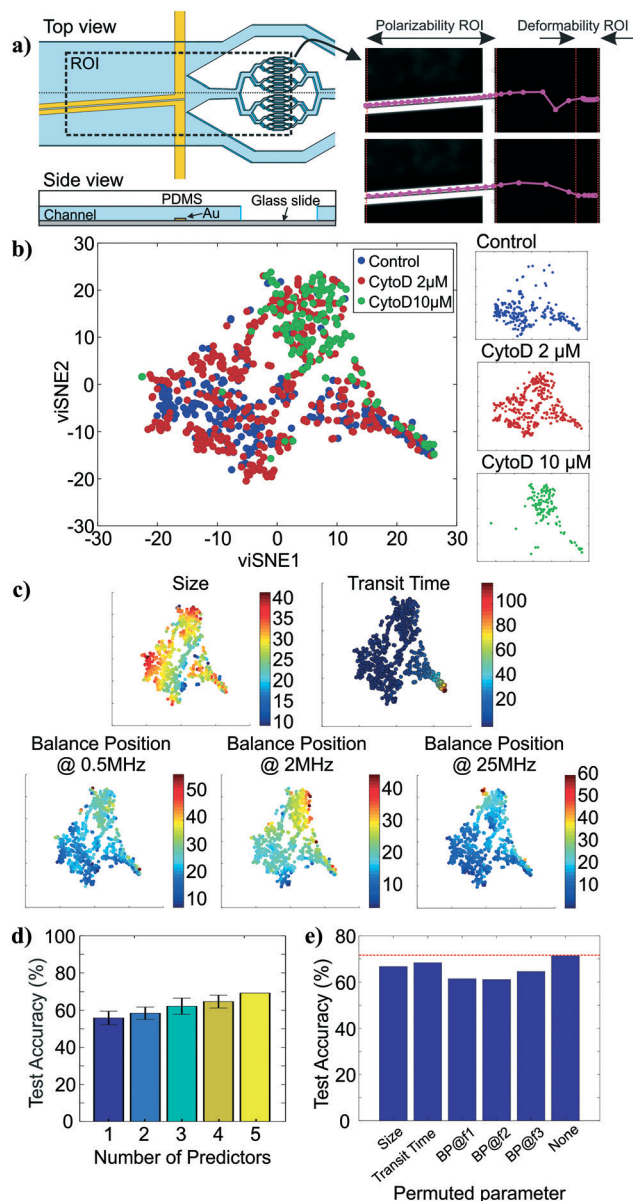 a)
Top view
ROI
Polarizability ROI
Deformability ROI
Side view
PDMS
Glass slide
Channel
Au
b)
30
20
10
0
-10
-20
-30
viSNE2
-30
-20
-10
0
10
20
30
viSNE1
Control
CytoD 2μM
CytoD10μM
Control
CytoD 2 μM
CytoD 10 μM
c)
Size
40
35
30
25
20
15
10
Transit Time
100
80
60
40
20
Balance Position
@ 0.5MHz
50
40
30
20
10
Balance Position
@ 2MHz
40
30
20
10
Balance Position
@ 25MHz
60
50
40
30
20
10
d)
Test Accuracy (%)
100
80
60
40
20
0
1 2 3 4 5
Number of Predictors
e)
Test Accuracy (%)
80
60
40
20
0
Size
Transit Time
BP@f1
BP@f2
BP@f3
None
Permuted parameter